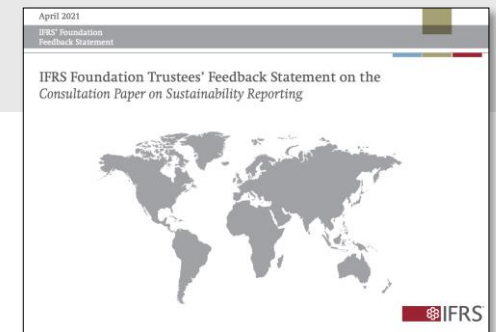 April 2021
IFRS® Foundation
Feedback Statement
IFRS Foundation Trustees' Feedback Statement on the
Consultation Paper on Sustainability Reporting
IFRS